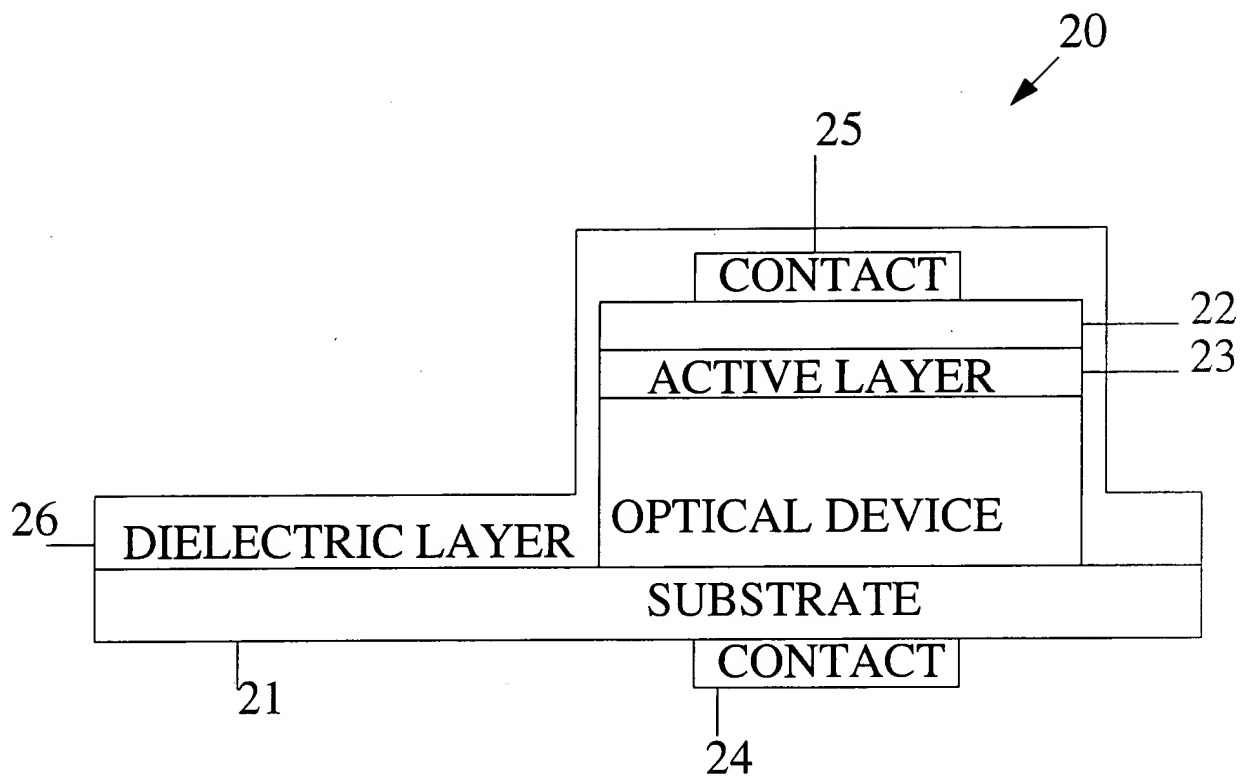 20
25
CONTACT
22
ACTIVE LAYER
23
26
DIELECTRIC LAYER
OPTICAL DEVICE
SUBSTRATE
21
CONTACT
24